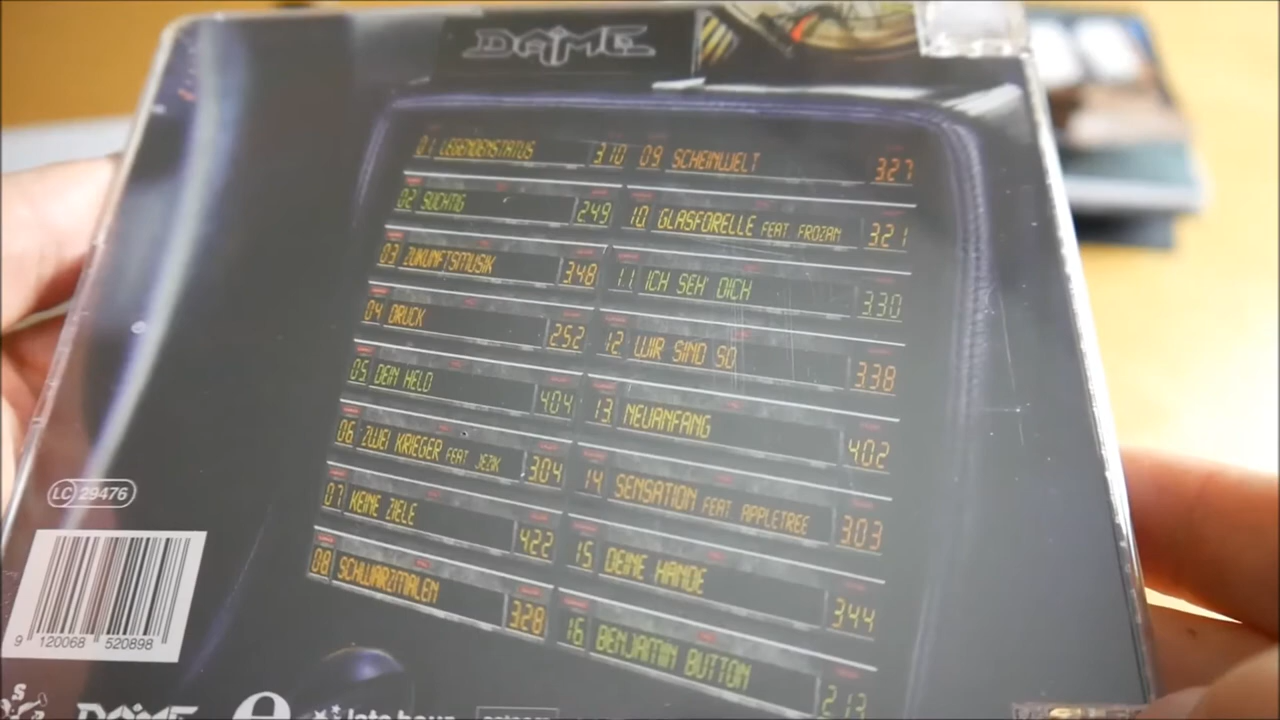 DAME
01 LEGENDENSTATUS 3:10
02 SÜCHTIG 2:49
03 ZUKUNFTSMUSIK 3:48
04 DRUCK 2:52
05 DEIN HELD 4:04
06 ZWEI KRIEGER FEAT JEZIK 3:04
07 KEINE ZIELE 4:22
08 SCHWARZMALEN 3:28
09 SCHEINWELT 3:27
10 GLASFORELLE FEAT FROZAN 3:21
11 ICH SEH' DICH 3:30
12 WIR SIND SO 3:38
13 NEUANFANG 4:02
14 SENSATION FEAT APPLETREE 3:03
15 DEINE HÄNDE 3:44
16 BENJAMIN BUTTON 2:13
LC 29476
9 120068 520898
DAME
late hour